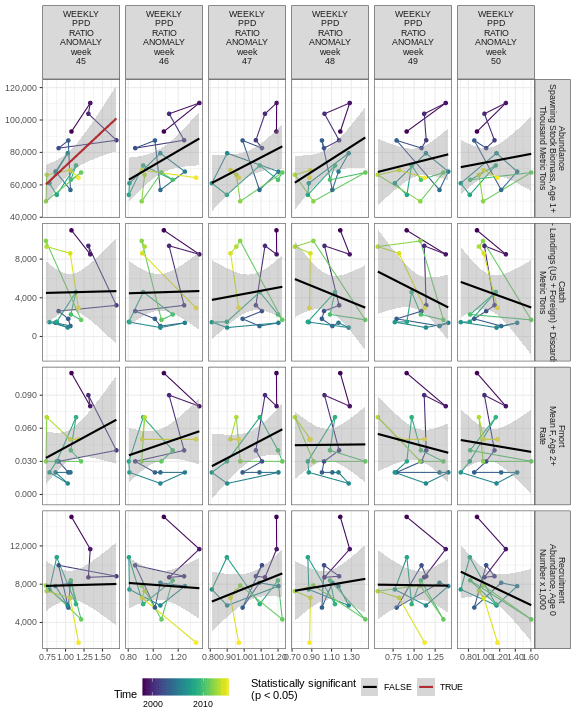 WEEKLY PPD RATIO ANOMALY week 45
WEEKLY PPD RATIO ANOMALY week 46
WEEKLY PPD RATIO ANOMALY week 47
WEEKLY PPD RATIO ANOMALY week 48
WEEKLY PPD RATIO ANOMALY week 49
WEEKLY PPD RATIO ANOMALY week 50
120,000
100,000
80,000
60,000
40,000
Abundance
Spawning Stock Biomass, Age 1+
Thousand Metric Tons
8,000
4,000
0
Catch
- Landings (US + Foreign) + Discard
Metric Tons
0.090
0.060
0.030
0.000
Fmort
Mean F, Age 2+
Rate
12,000
8,000
4,000
Recruitment
Abundance, Age 0
Number x 1,000
0.75 1.00 1.25 1.50
0.80 1.00 1.20
0.80 0.90 1.00 1.10 1.20
0.70 0.90 1.10 1.30
0.75 1.00 1.25
0.80 1.00 1.20 1.40 1.60
Time
2000 2010
Statistically significant
(p < 0.05)
FALSE
TRUE